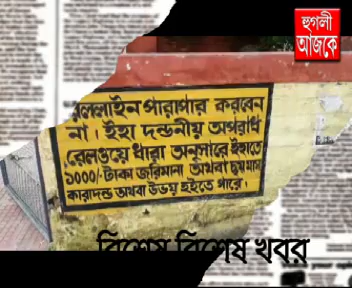 হুগলী
আজকে
রেললাইন পারাপার করবেন
না। ইহা দন্ডনীয় অপরাধ
রেলওয়ে ধারা অনুসারে ইহাতে
১০০০/ টাকা জরিমানা অথবা ছয় মাস
কারাদন্ড অথবা উভয় হইতে পারে।
বিশেষ বিশেষ খবর